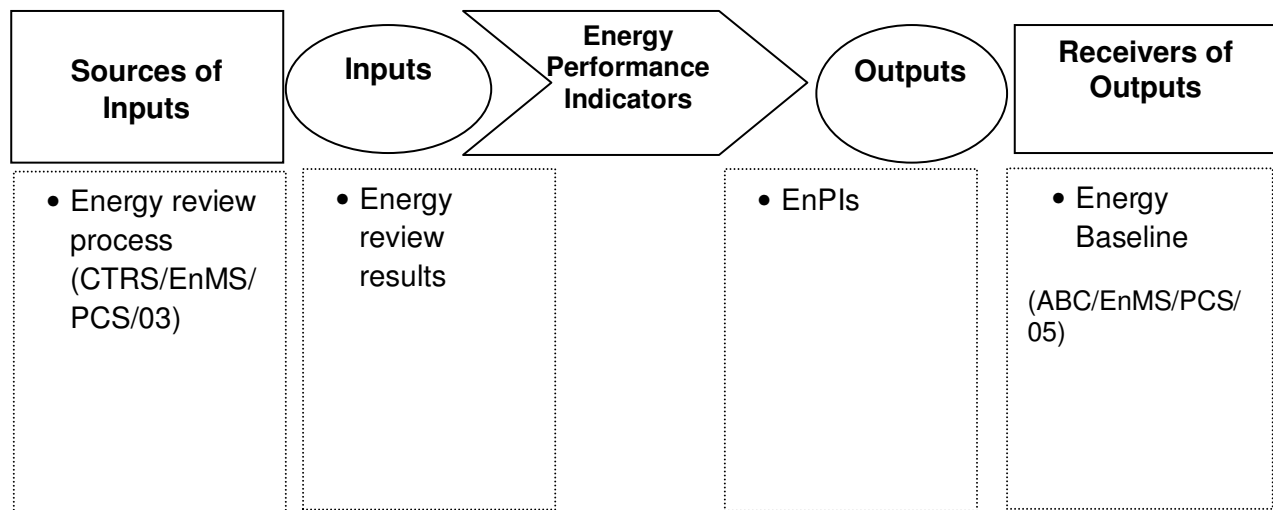 Sources of
Inputs
Inputs
Energy
Performance
Indicators
Outputs
Receivers of
Outputs
• Energy review
process
(CTRS/EnMS/
PCS/03)
• Energy
review
results
• EnPIs
• Energy
Baseline
(ABC/EnMS/PCS/
05)